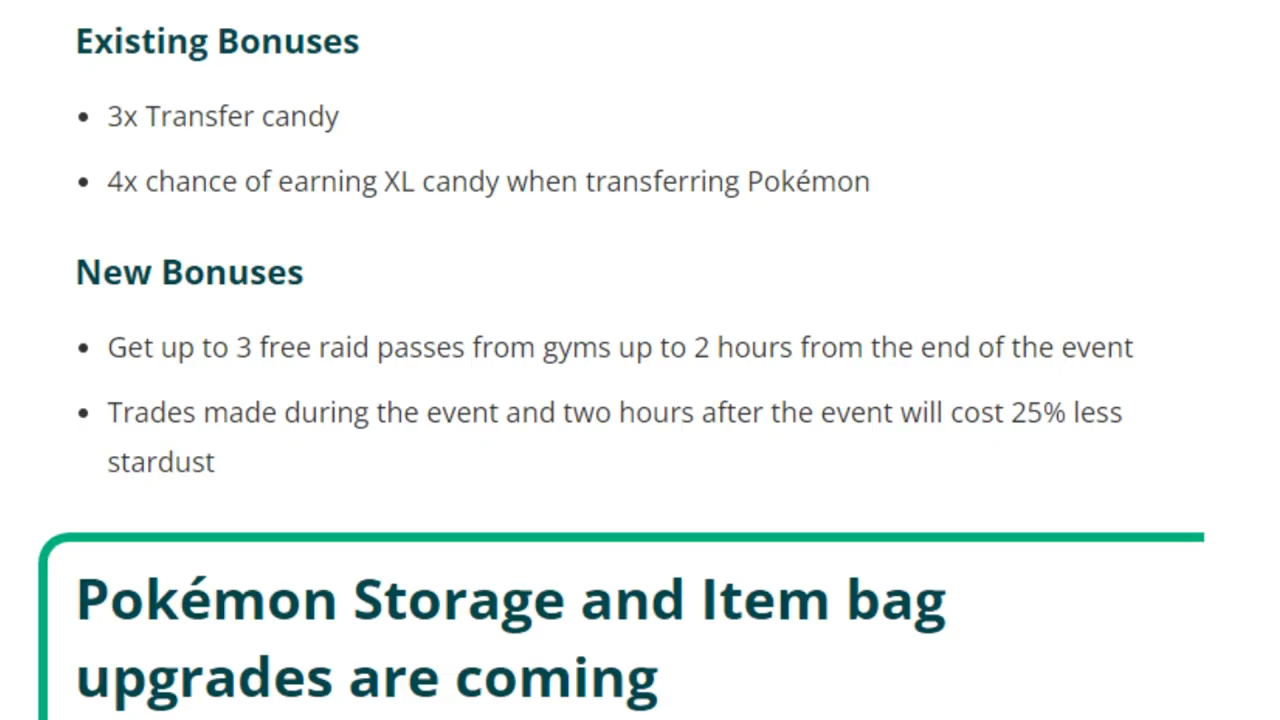 Existing Bonuses
• 3x Transfer candy
• 4x chance of earning XL candy when transferring Pokémon
New Bonuses
• Get up to 3 free raid passes from gyms up to 2 hours from the end of the event
• Trades made during the event and two hours after the event will cost 25% less
stardust
Pokémon Storage and Item bag
upgrades are coming